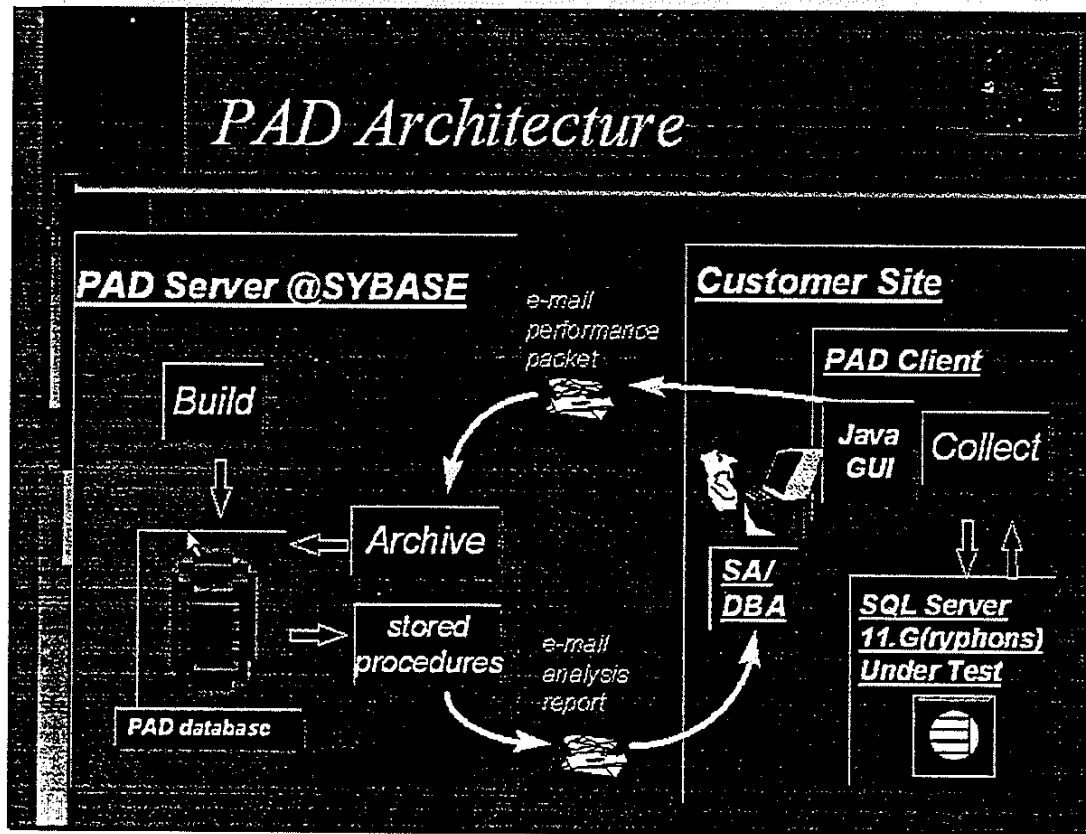 PAD Architecture
PAD Server @SYBASE
Build
Archive
stored
procedures
PAD database
e-mail
performance
packet
e-mail
analysis
report
Customer Site
PAD Client
Java
GUI
Collect
SA/
DBA
SQL Server
11.G(ryphons)
Under Test